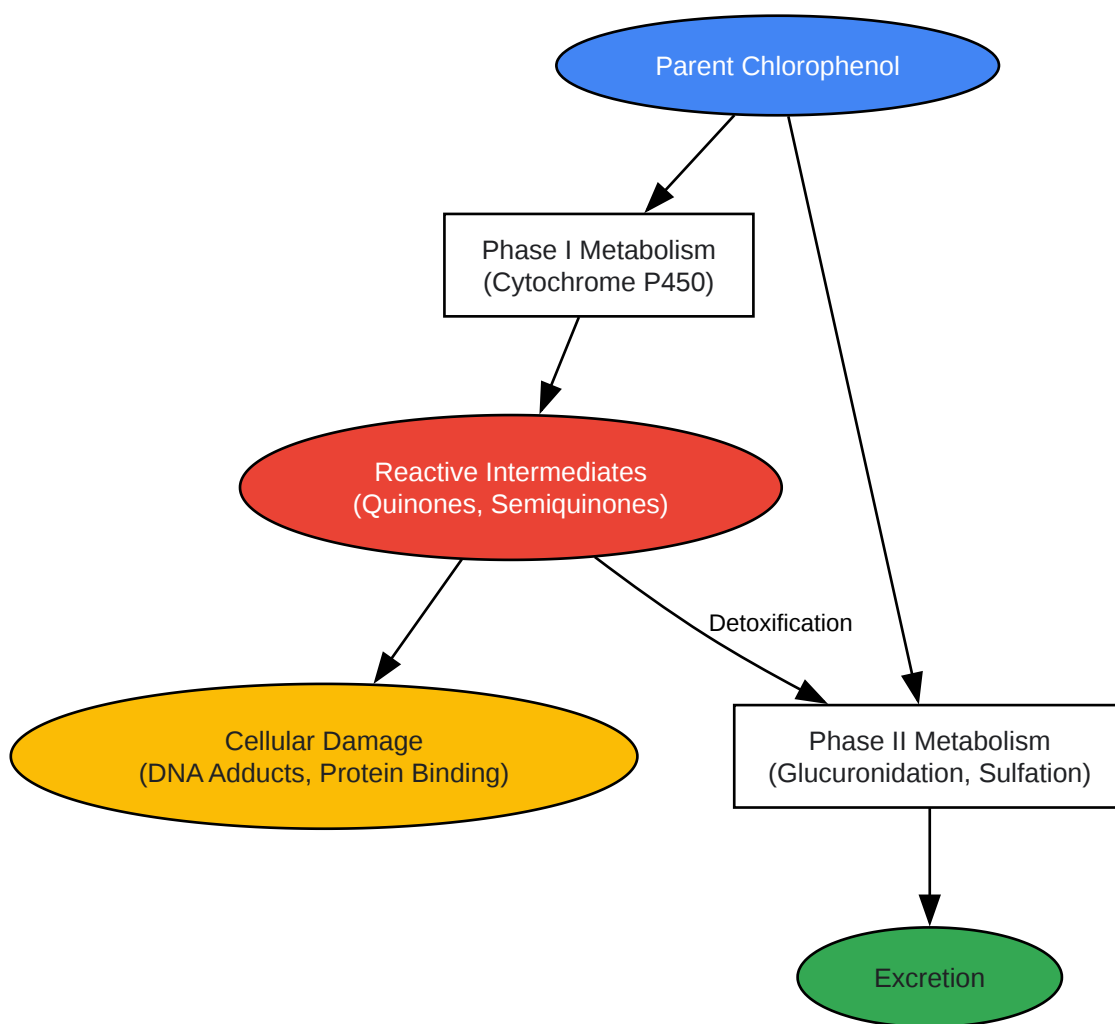 Parent Chlorophenol
Phase I Metabolism
(Cytochrome P450)
Reactive Intermediates
(Quinones, Semiquinones)
Detoxification
Cellular Damage
(DNA Adducts, Protein Binding)
Phase II Metabolism
(Glucuronidation, Sulfation)
Excretion